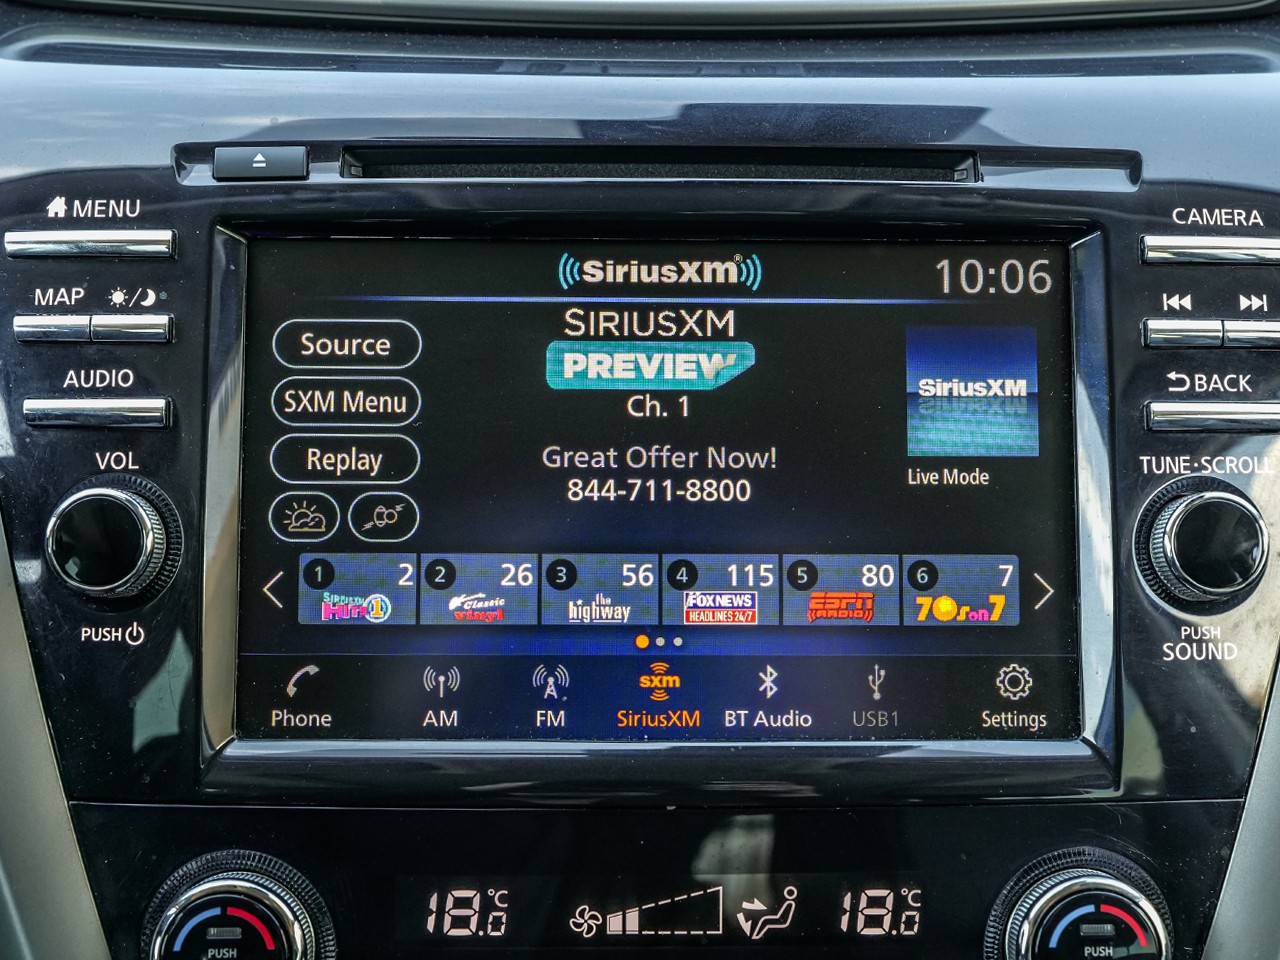 MENU
MAP
AUDIO
VOL
PUSH
SiriusXM®
10:06
Source
SXM Menu
Replay
SIRIUSXM
PREVIEW
Ch. 1
Great Offer Now!
844-711-8800
SiriusXM
Live Mode
1 2
SIRIUSXM
HITS 1
2 26
Classic
vinyl
3 56
the
highway
4 115
FOX NEWS
HEADLINES 24/7
5 80
ESPN
RADIO
6 7
70s on 7
Phone
AM
FM
sxm
SiriusXM
BT Audio
USB1
Settings
CAMERA
BACK
TUNE·SCROLL
PUSH
SOUND
18.0°C
18.0°C
PUSH
PUSH